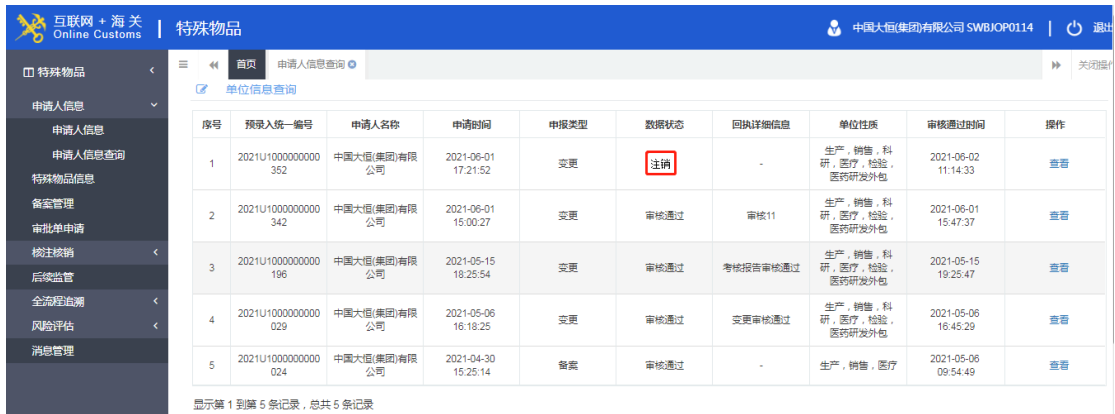 互联网 + 海 关
Online Customs
特殊物品
中国大恒(集团)有限公司 SWBJOP0114
特殊物品
申请人信息
申请人信息
申请人信息查询
特殊物品信息
备案管理
审批单申请
核注核销
后续监管
全流程追溯
风险评估
消息管理
首页 申请人信息查询
单位信息查询
序号 预录入统一编号 申请人名称 申请时间 申报类型 数据状态 回执详细信息 单位性质 审核通过时间 操作
1 2021U1000000000352 中国大恒(集团)有限公司 2021-06-01 17:21:52 变更 注销 - 生产，销售，科研，医疗，检验，医药研发外包 2021-06-02 11:14:33 查看
2 2021U1000000000342 中国大恒(集团)有限公司 2021-06-01 15:00:27 变更 审核通过 审核11 生产，销售，科研，医疗，检验，医药研发外包 2021-06-01 15:47:37 查看
3 2021U1000000000196 中国大恒(集团)有限公司 2021-05-15 18:25:54 变更 审核通过 考核报告审核通过 生产，销售，科研，医疗，检验，医药研发外包 2021-05-15 19:25:47 查看
4 2021U1000000000029 中国大恒(集团)有限公司 2021-05-06 16:18:25 变更 审核通过 变更审核通过 生产，销售，科研，医疗，检验，医药研发外包 2021-05-06 16:45:29 查看
5 2021U1000000000024 中国大恒(集团)有限公司 2021-04-30 15:25:14 备案 审核通过 - 生产，销售，医疗 2021-05-06 09:54:49 查看
显示第 1 到第 5 条记录，总共 5 条记录